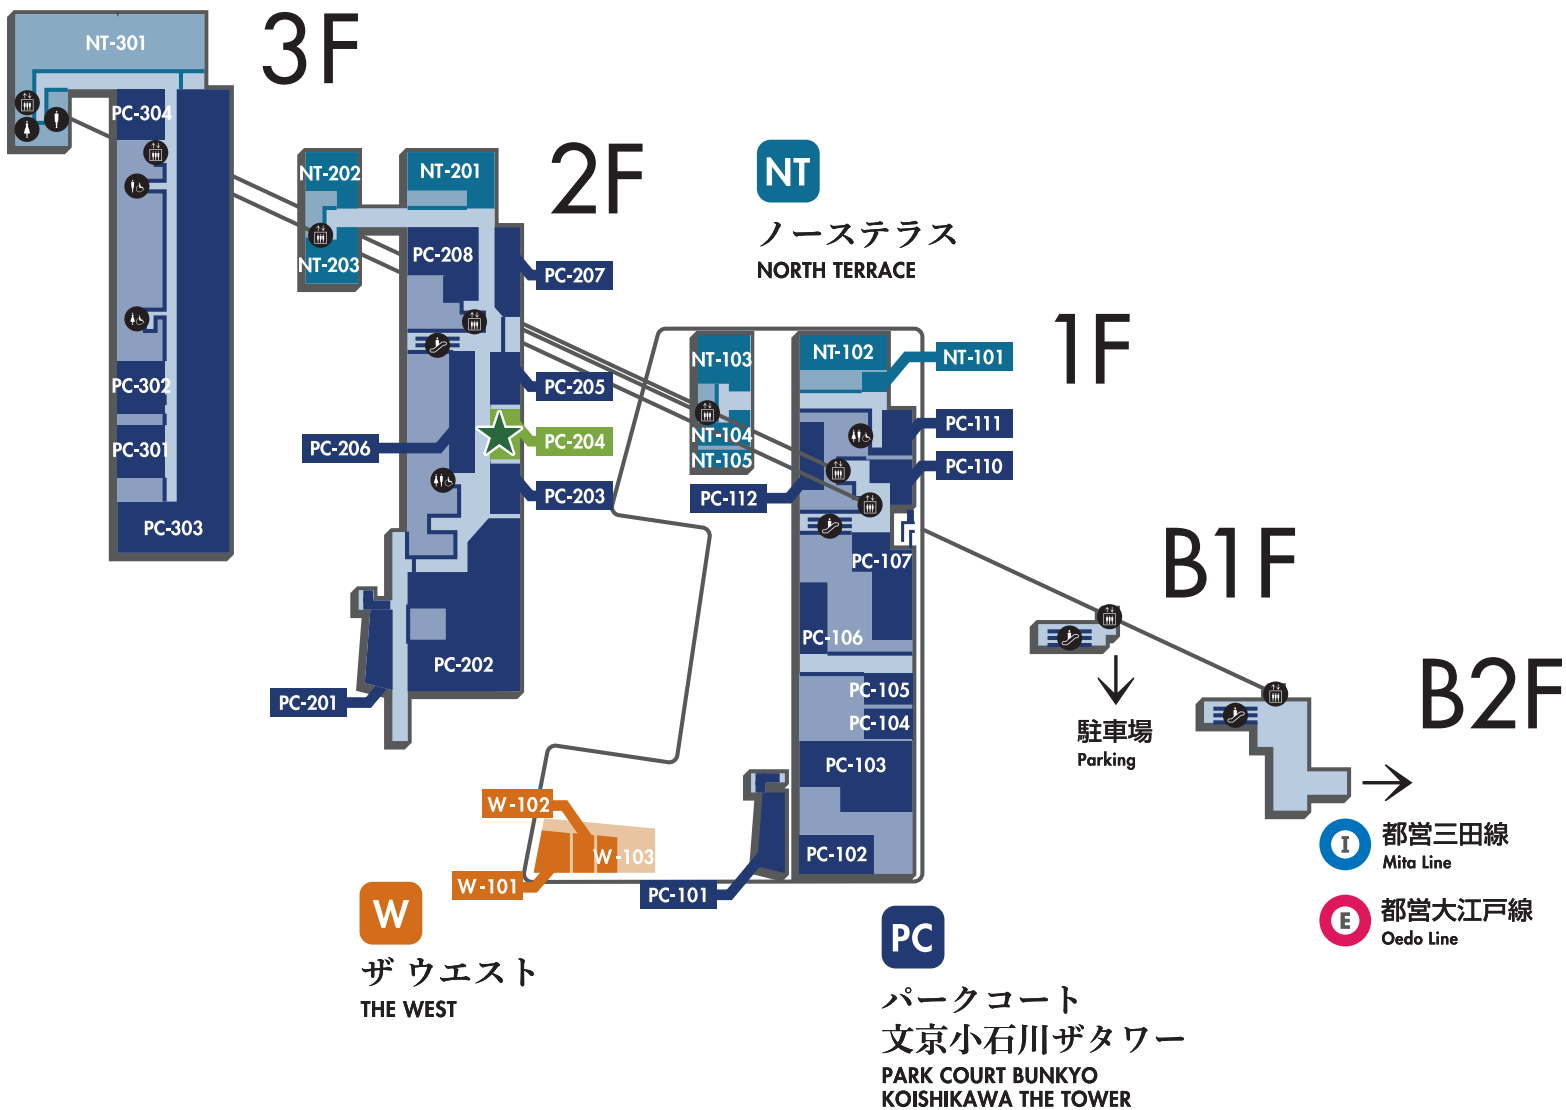 3F
NT-301
PC-304
PC-302
PC-301
PC-303
2F
NT-202
NT-201
NT-203
PC-208
PC-207
PC-205
PC-204
PC-206
PC-203
PC-202
PC-201
NT
ノーステラス
NORTH TERRACE
1F
NT-103
NT-102
NT-101
NT-104
NT-105
PC-111
PC-110
PC-112
PC-107
PC-106
PC-105
PC-104
PC-103
PC-102
PC-101
W-102
W-103
W-101
W
ザ ウエスト
THE WEST
PC
パークコート
文京小石川ザタワー
PARK COURT BUNKYO
KOISHIKAWA THE TOWER
B1F
駐車場
Parking
B2F
I
都営三田線
Mita Line
E
都営大江戸線
Oedo Line